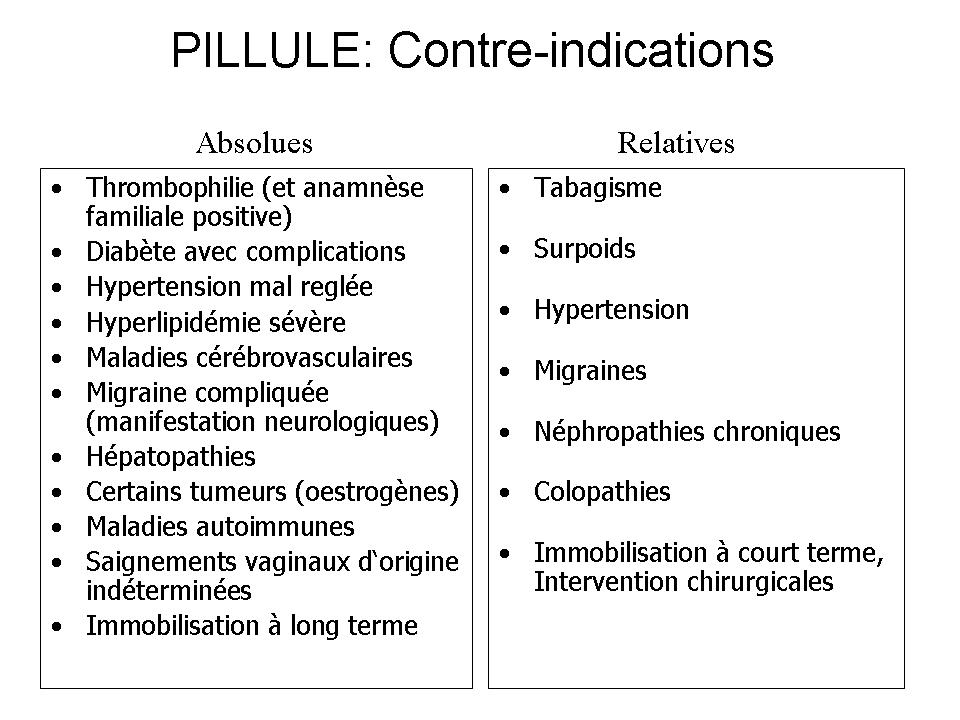 PILLULE: Contre-indications
Absolues
• Thrombophilie (et anamnèse
familiale positive)
• Diabète avec complications
• Hypertension mal reglée
• Hyperlipidémie sévère
• Maladies cérébrovasculaires
• Migraine compliquée
(manifestation neurologiques)
• Hépatopathies
• Certains tumeurs (oestrogènes)
• Maladies autoimmunes
• Saignements vaginaux d‘origine
indéterminées
• Immobilisation à long terme
Relatives
• Tabagisme
• Surpoids
• Hypertension
• Migraines
• Néphropathies chroniques
• Colopathies
• Immobilisation à court terme,
Intervention chirurgicales